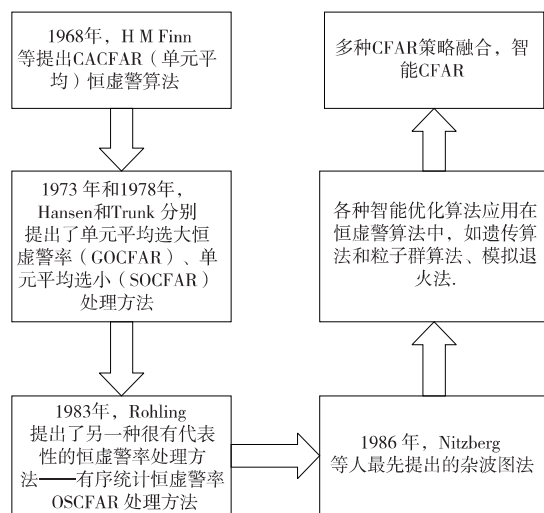 1968年，H M Finn
等提出CACFAR（单元平
均）恒虚警算法
1973 年和1978年，
Hansen和Trunk 分别
提出了单元平均选大恒
虚警率（GOCFAR）、单
元平均选小（SOCFAR）
处理方法
1983年，Rohling
提出了另一种很有代表
性的恒虚警率处理方
法——有序统计恒虚警率
OSCFAR 处理方法
1986 年，Nitzberg
等人最先提出的杂波图法
各种智能优化算法应用在
恒虚警算法中，如遗传算
法和粒子群算法、模拟退
火法.
多种CFAR策略融合，智
能CFAR